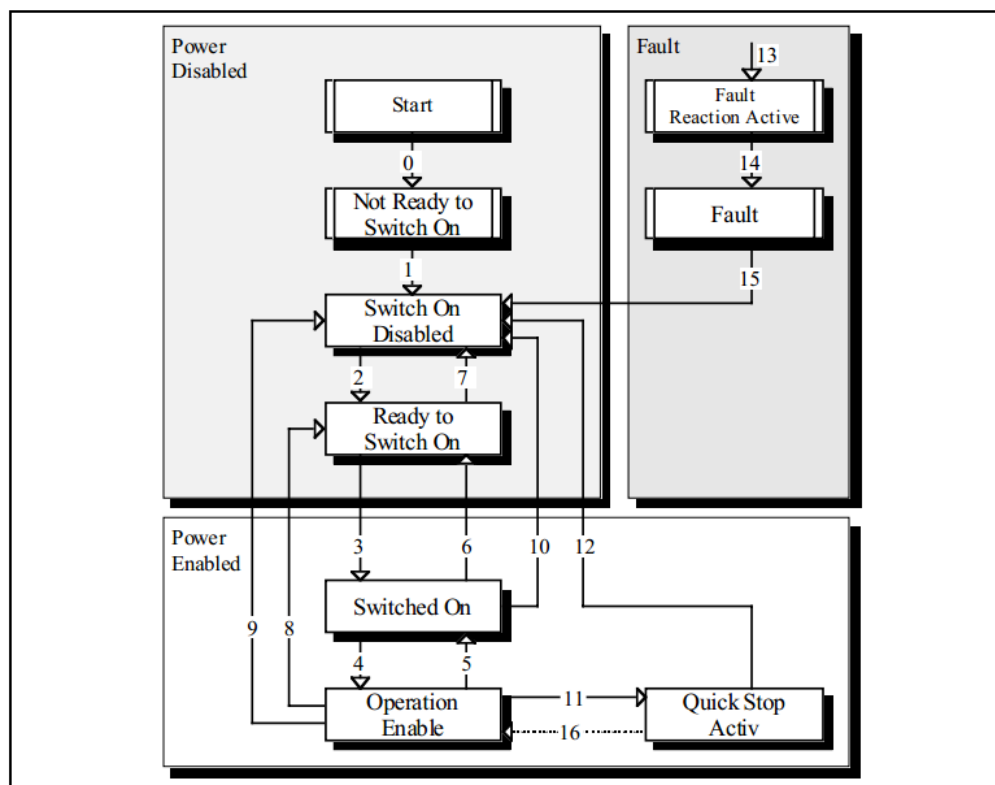 Power
Disabled
Start
0
Not Ready to
Switch On
1
Switch On
Disabled
2
7
Ready to
Switch On
Fault
13
Fault
Reaction Active
14
Fault
15
Power
Enabled
3
6
10
12
Switched On
9
8
4
5
Operation
Enable
11
16
Quick Stop
Activ